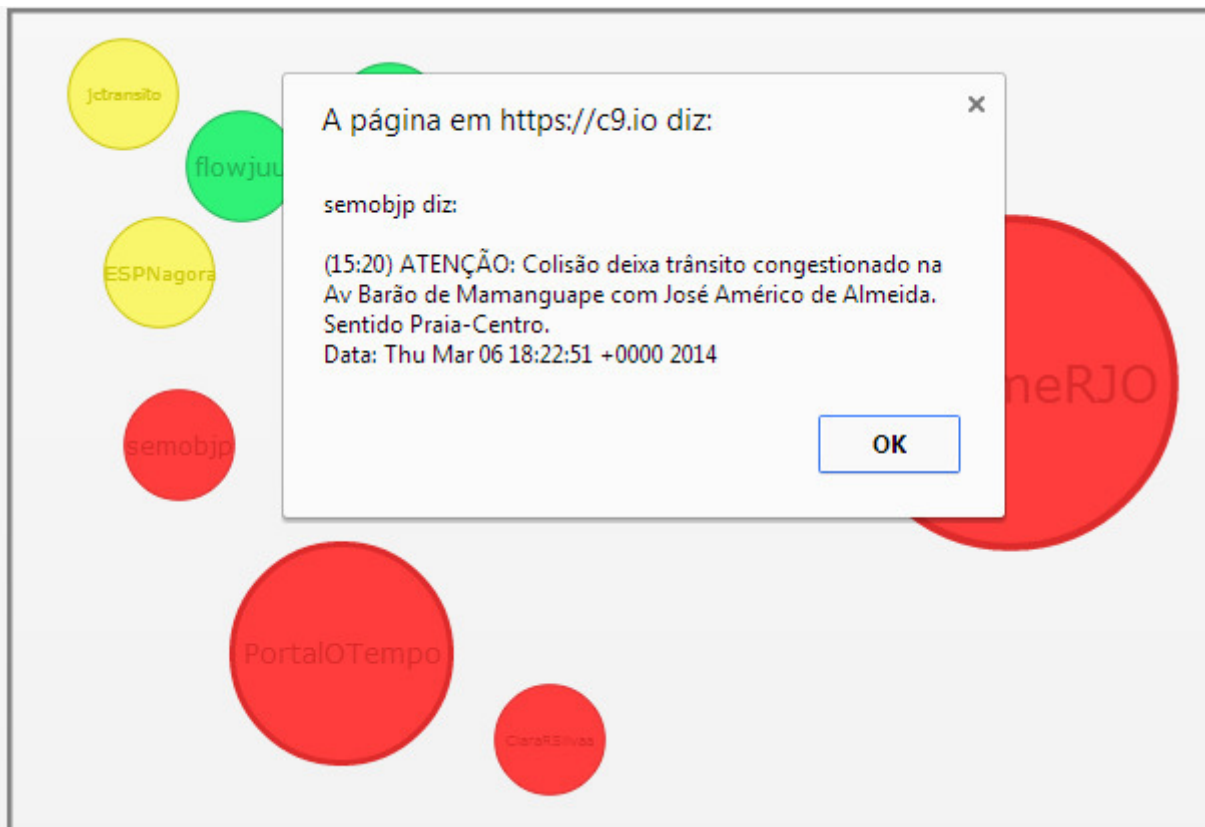 jctransito
flowjuu
ESPNagora
semobjp
A página em https://c9.io diz:
semobjp diz:
(15:20) ATENÇÃO: Colisão deixa trânsito congestionado na
Av Barão de Mamanguape com José Américo de Almeida.
Sentido Praia-Centro.
Data: Thu Mar 06 18:22:51 +0000 2014
OK
neRJO
PortalOTempo
ClaraRSilvaa